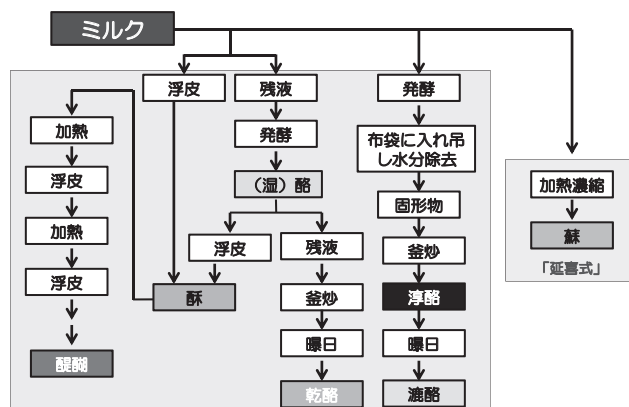 ミルク
浮皮
残液
発酵
加熱
発酵
布袋に入れ吊
し水分除去
浮皮
（湿）酪
加熱濃縮
固形物
加熱
浮皮
残液
釜炒
蘇
「延喜式」
浮皮
酥
釜炒
淳酪
曝日
曝日
醍醐
乾酪
漉酪